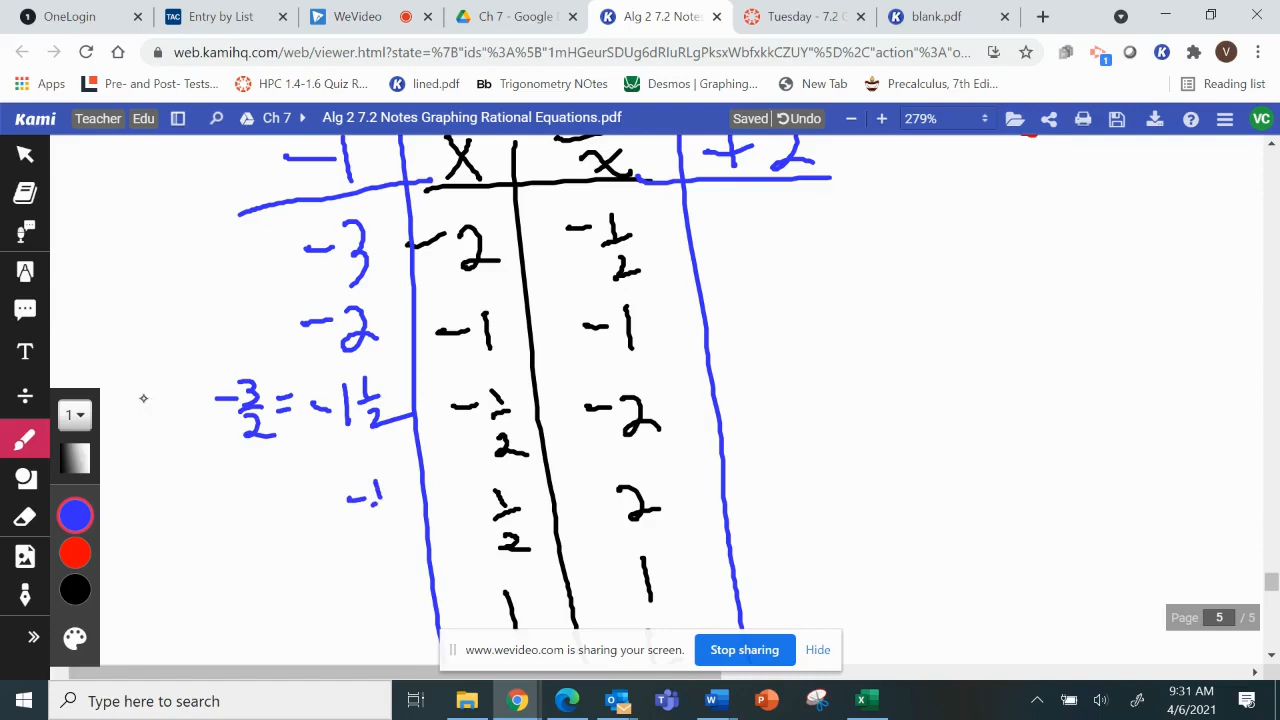 OneLogin
Entry by List
WeVideo
Ch 7 - Google D
Alg 2 7.2 Notes
Tuesday - 7.2 C
blank.pdf
web.kamihq.com/web/viewer.html?state=%7B"ids"%3A%5B"1mHGeurSDUg6dRIuRLgPksxWbfxkkCZUY"%5D%2C"action"%3A"o...
Apps
Pre- and Post- Tests...
HPC 1.4-1.6 Quiz R...
lined.pdf
Trigonometry NOtes
Desmos | Graphing...
New Tab
Precalculus, 7th Edi...
Reading list
Kami
Teacher
Edu
Ch 7
Alg 2 7.2 Notes Graphing Rational Equations.pdf
Saved
Undo
279%
VC
-1 x x +2
-3 -2 -1/2
-2 -1 -1
-3/2 = -1 1/2 -1/2 -2
1/2 2
1 1
Page 5 / 5
www.wevideo.com is sharing your screen.
Stop sharing
Hide
Type here to search
9:31 AM
4/6/2021